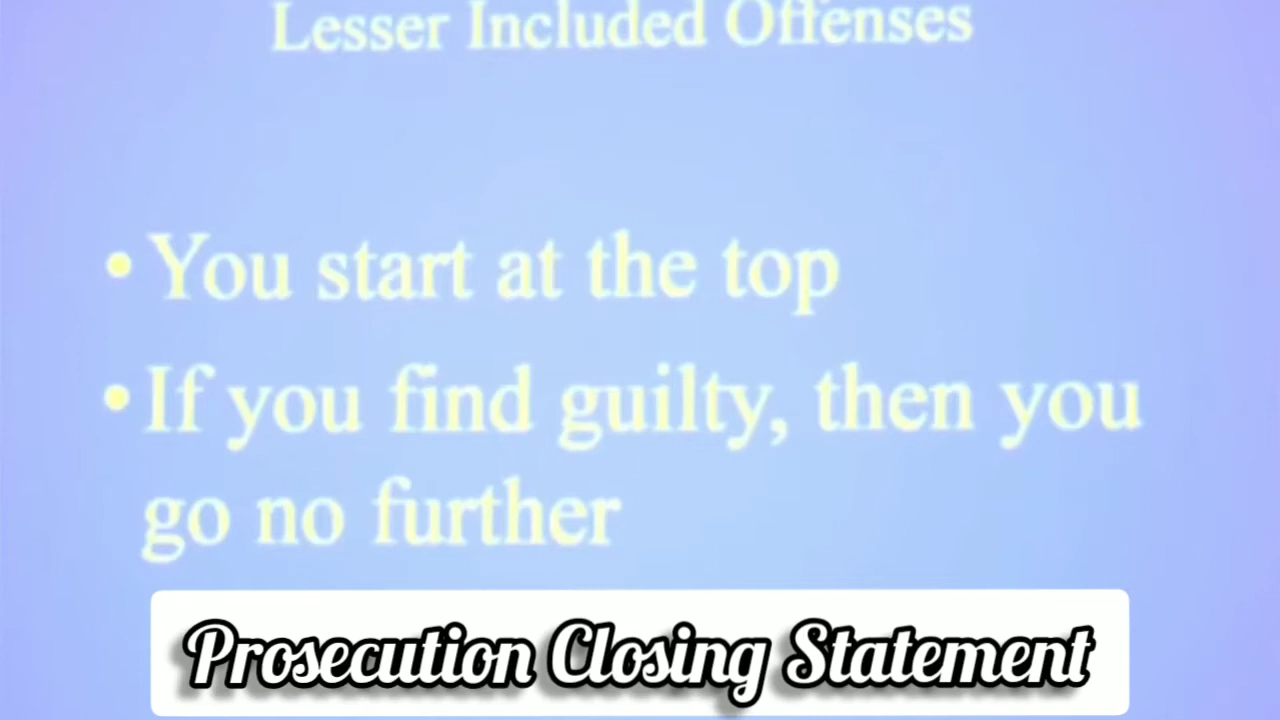 Lesser Included Offenses
• You start at the top
• If you find guilty, then you
go no further
Prosecution Closing Statement